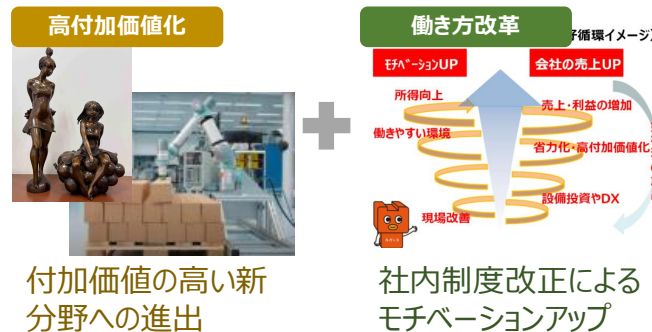 高付加価値化
働き方改革
好循環イメージ】
ﾓﾁﾍﾞｰｼｮﾝUP
会社の売上UP
所得向上
売上・利益の増加
働きやすい環境
省力化・高付加価値化
設備投資やDX
現場改善
付加価値の高い新
分野への進出
社内制度改正による
モチベーションアップ